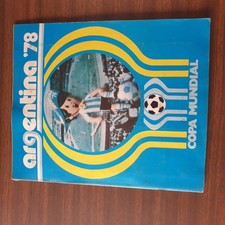 argentina '78
COPA MUNDIAL